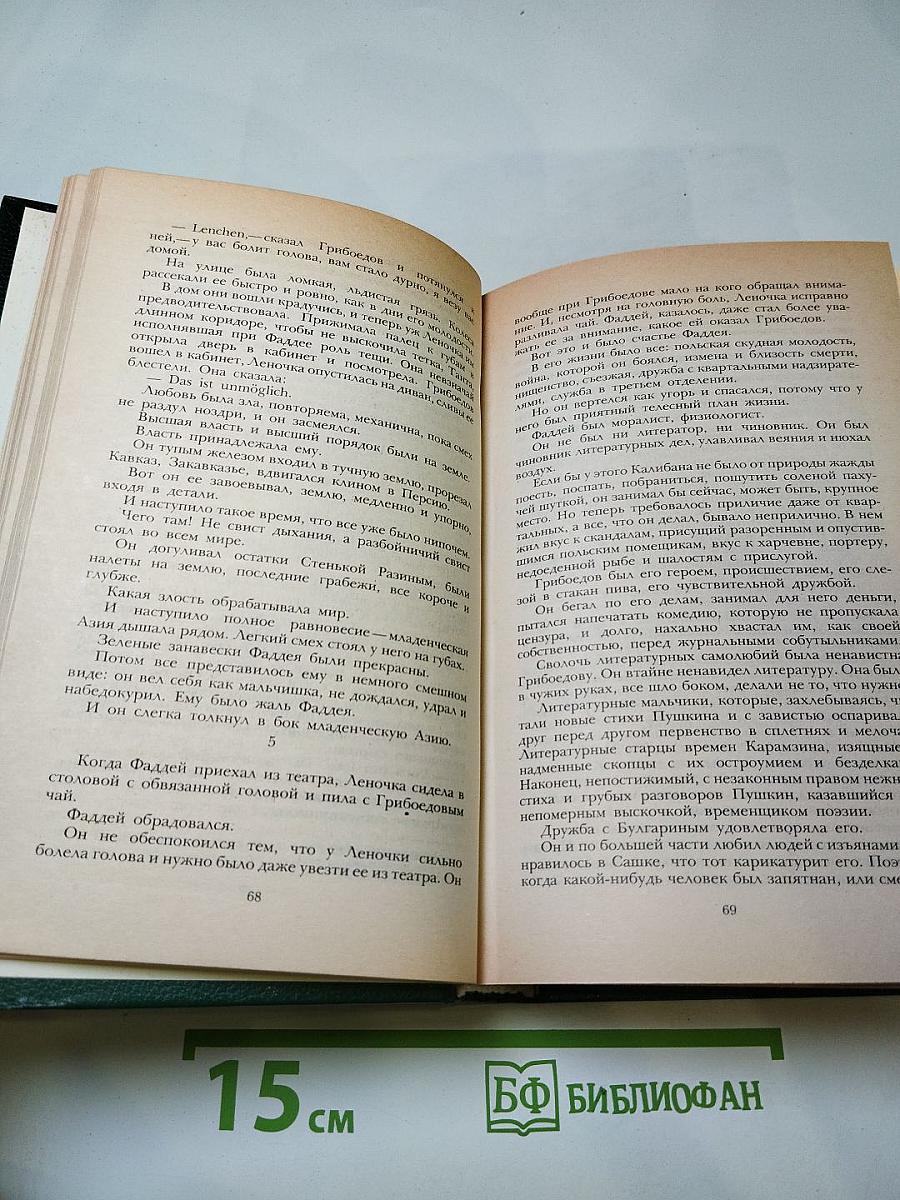 — Lenchen,— сказал Грибоедов и потянулся к
ней,— у вас болит голова, вам стало дурно, я везу вас
домой.
На улице была ломкая, льдистая грязь. Колеса
рассекали ее быстро и ровно, как в дни его молодости.
В дом они вошли крадучись, и теперь уж Леночка им
предводительствовала. Прижимала палец к губам в
длинном коридоре, чтобы не выскочила тетка, Танта,
исполнявшая при Фаддее роль тещи. Она невзначай
открыла дверь в кабинет и посмотрела. Грибоедов
вошел в кабинет, Леночка опустилась на диван, сливы ее
блестели. Она сказала:
— Das ist unmöglich.
Любовь была зла, повторяема, механична, пока смех
не раздул ноздри, и он засмеялся.
Высшая власть и высший порядок были на земле.
Власть принадлежала ему.
Он тупым железом входил в тучную землю, прорезал
Кавказ, Закавказье, вдвигался клином в Персию.
Вот он ее завоевывал, землю, медленно и упорно,
входя в детали.
И наступило такое время, что все уже было нипочем.
Чего там! Не свист дыхания, а разбойничий свист
стоял во всем мире.
Он догуливал остатки Стенькой Разиным, были
налеты на землю, последние грабежи, все короче и
глубже.
Какая злость обрабатывала мир.
И наступило полное равновесие — младенческая
Азия дышала рядом. Легкий смех стоял у него на губах.
Зеленые занавески Фаддея были прекрасны.
Потом все представилось ему в немного смешном
виде: он вел себя как мальчишка, не дождался, удрал и
набедокурил. Ему было жаль Фаддея.
И он слегка толкнул в бок младенческую Азию.
5
Когда Фаддей приехал из театра, Леночка сидела в
столовой с обвязанной головой и пила с Грибоедовым
чай.
Фаддей обрадовался.
Он не обеспокоился тем, что у Леночки сильно
болела голова и нужно было даже увезти ее из театра. Он
68
вообще при Грибоедове мало на кого обращал внима-
ние. И, несмотря на головную боль, Леночка исправно
разливала чай. Фаддей, казалось, даже стал более ува-
жать ее за внимание, какое ей оказал Грибоедов.
Вот это и было счастье Фаддея.
В его жизни было все: польская скудная молодость,
война, которой он боялся, измена и близость смерти,
нищенство, съезжая, дружба с квартальными надзирате-
лями, служба в третьем отделении.
Но он вертелся как угорь и спасался, потому что у
него был приятный телесный план жизни.
Фаддей был моралист, физиологист.
Он не был ни литератор, ни чиновник. Он был
чиновник литературных дел, улавливал веяния и нюхал
воздух.
Если бы у этого Калибана не было от природы жажды
поесть, поспать, побраниться, пошутить соленой паху-
чей шуткой, он занимал бы сейчас, может быть, крупное
место. Но теперь требовалось приличие даже от квар-
тальных, а все, что он делал, бывало неприлично. В нем
жил вкус к скандалам, присущий разоренным и опустив-
шимся польским помещикам, вкус к харчевне, портеру,
недоеденной рыбе и шалостям с прислугой.
Грибоедов был его героем, происшествием, его сле-
зой в стакан пива, его чувствительной дружбой.
Он бегал по его делам, занимал для него деньги,
пытался напечатать комедию, которую не пропускала
цензура, и долго, нахально хвастал им, как своей
собственностью, перед журнальными собутыльниками.
Сволочь литературных самолюбий была ненавистна
Грибоедову. Он втайне ненавидел литературу. Она был
в чужих руках, все шло боком, делали не то, что нужно
Литературные мальчики, которые, захлебываясь, чи
тали новые стихи Пушкина и с завистью оспаривал
друг перед другом первенство в сплетнях и мелоча
Литературные старцы времен Карамзина, изящные
надменные скопцы с их остроумием и безделка
Наконец, непостижимый, с незаконным правом нежн
стиха и грубых разговоров Пушкин, казавшийся
непомерным выскочкой, временщиком поэзии.
Дружба с Булгариным удовлетворяла его.
Он и по большей части любил людей с изъянами
нравилось в Сашке, что тот карикатурит его. Поэт
когда какой-нибудь человек был запятнан, или сме
69
15 см
БФ БИБЛИОФАН